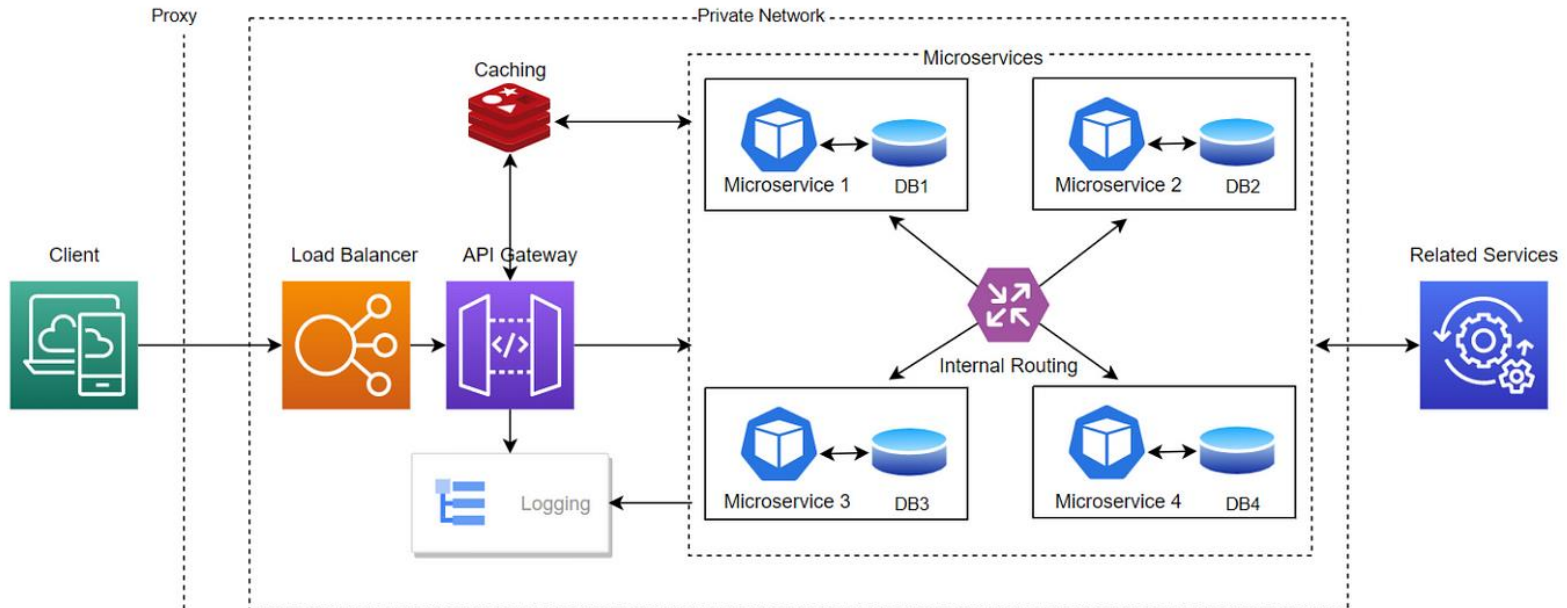 Proxy
Private Network
Microservices
Caching
Microservice 1
DB1
Microservice 2
DB2
Client
Load Balancer
API Gateway
</>
Related Services
Internal Routing
Logging
Microservice 3
DB3
Microservice 4
DB4